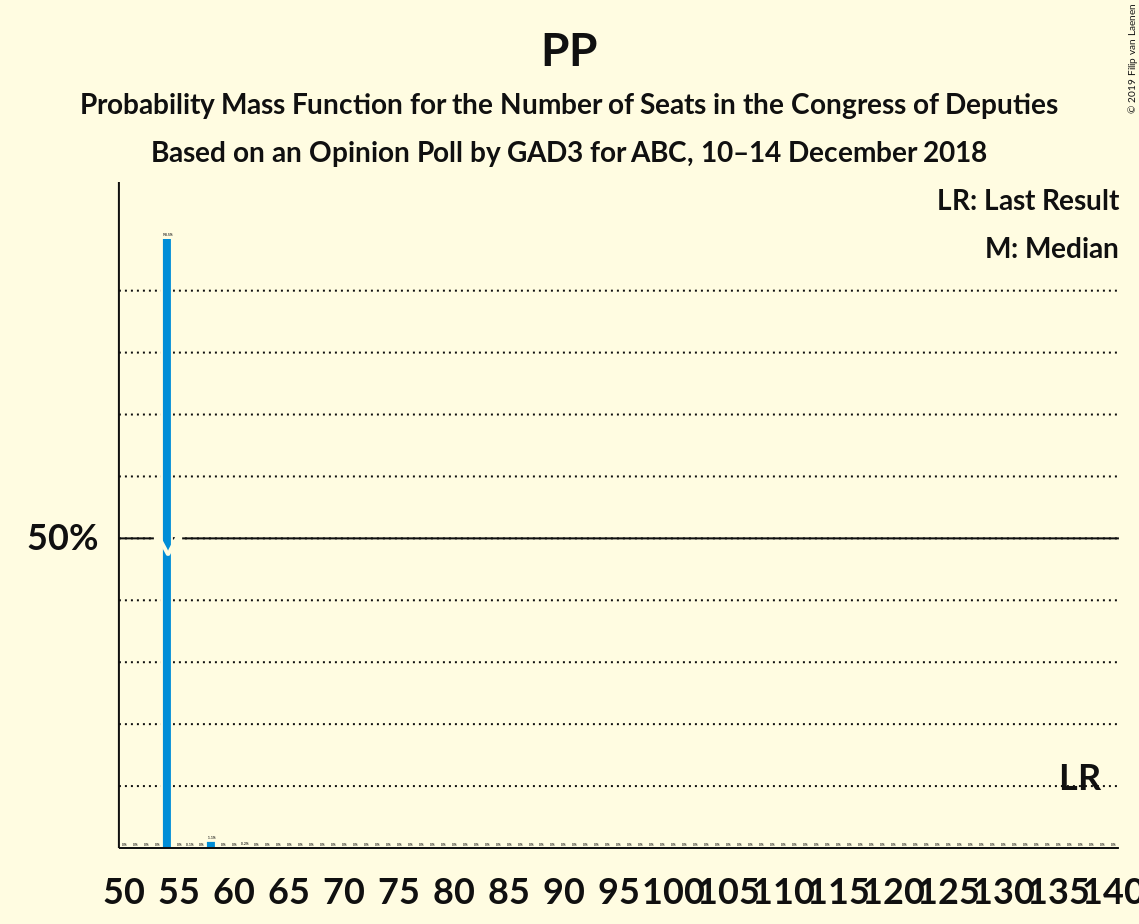 PP
Probability Mass Function for the Number of Seats in the Congress of Deputies
Based on an Opinion Poll by GAD3 for ABC, 10–14 December 2018
© 2019 Filip van Laenen
LR: Last Result
M: Median
50%
LR
50 55 60 65 70 75 80 85 90 95 100 105 110 115 120 125 130 135 140